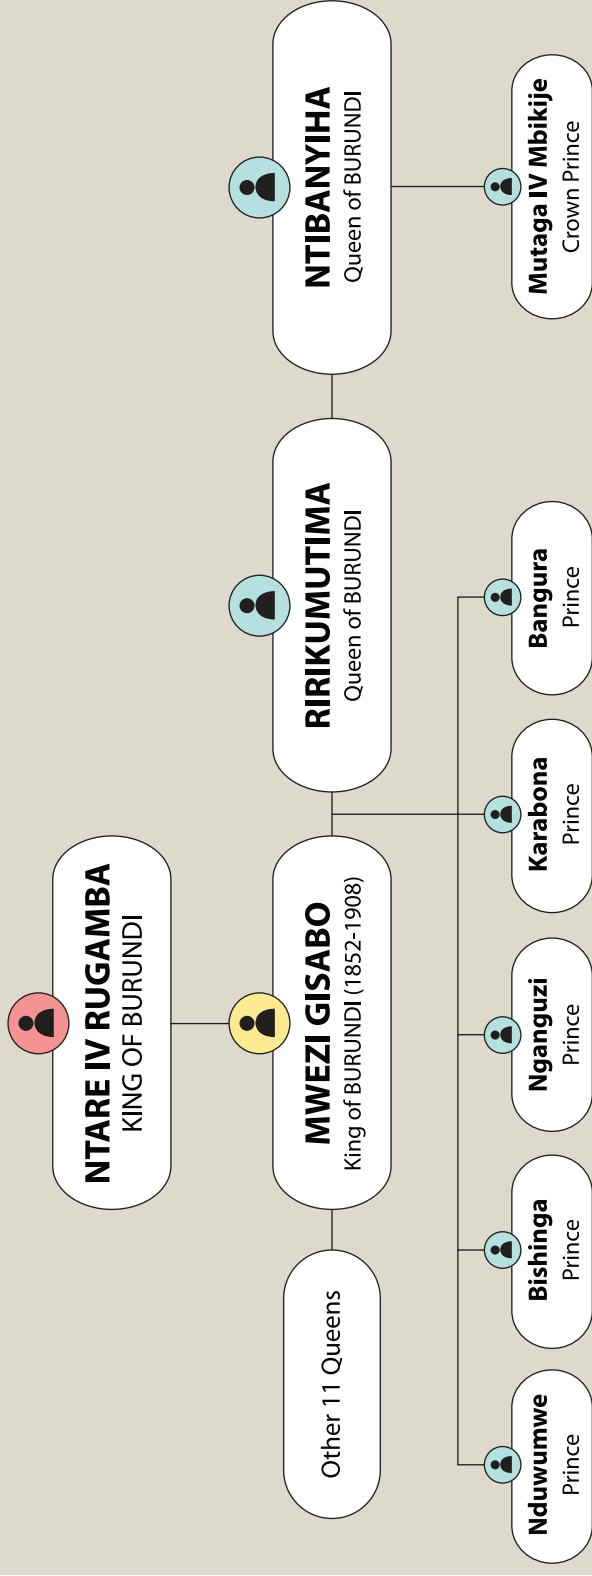 NTARE IV RUGAMBA
KING OF BURUNDI
Other 11 Queens
MWEZI GISABO
King of BURUNDI (1852-1908)
RIRIKUMUTIMA
Queen of BURUNDI
NTIBANYIHA
Queen of BURUNDI
Nduwumwe
Prince
Bishinga
Prince
Nganguzi
Prince
Karabona
Prince
Bangura
Prince
Mutaga IV Mbikije
Crown Prince